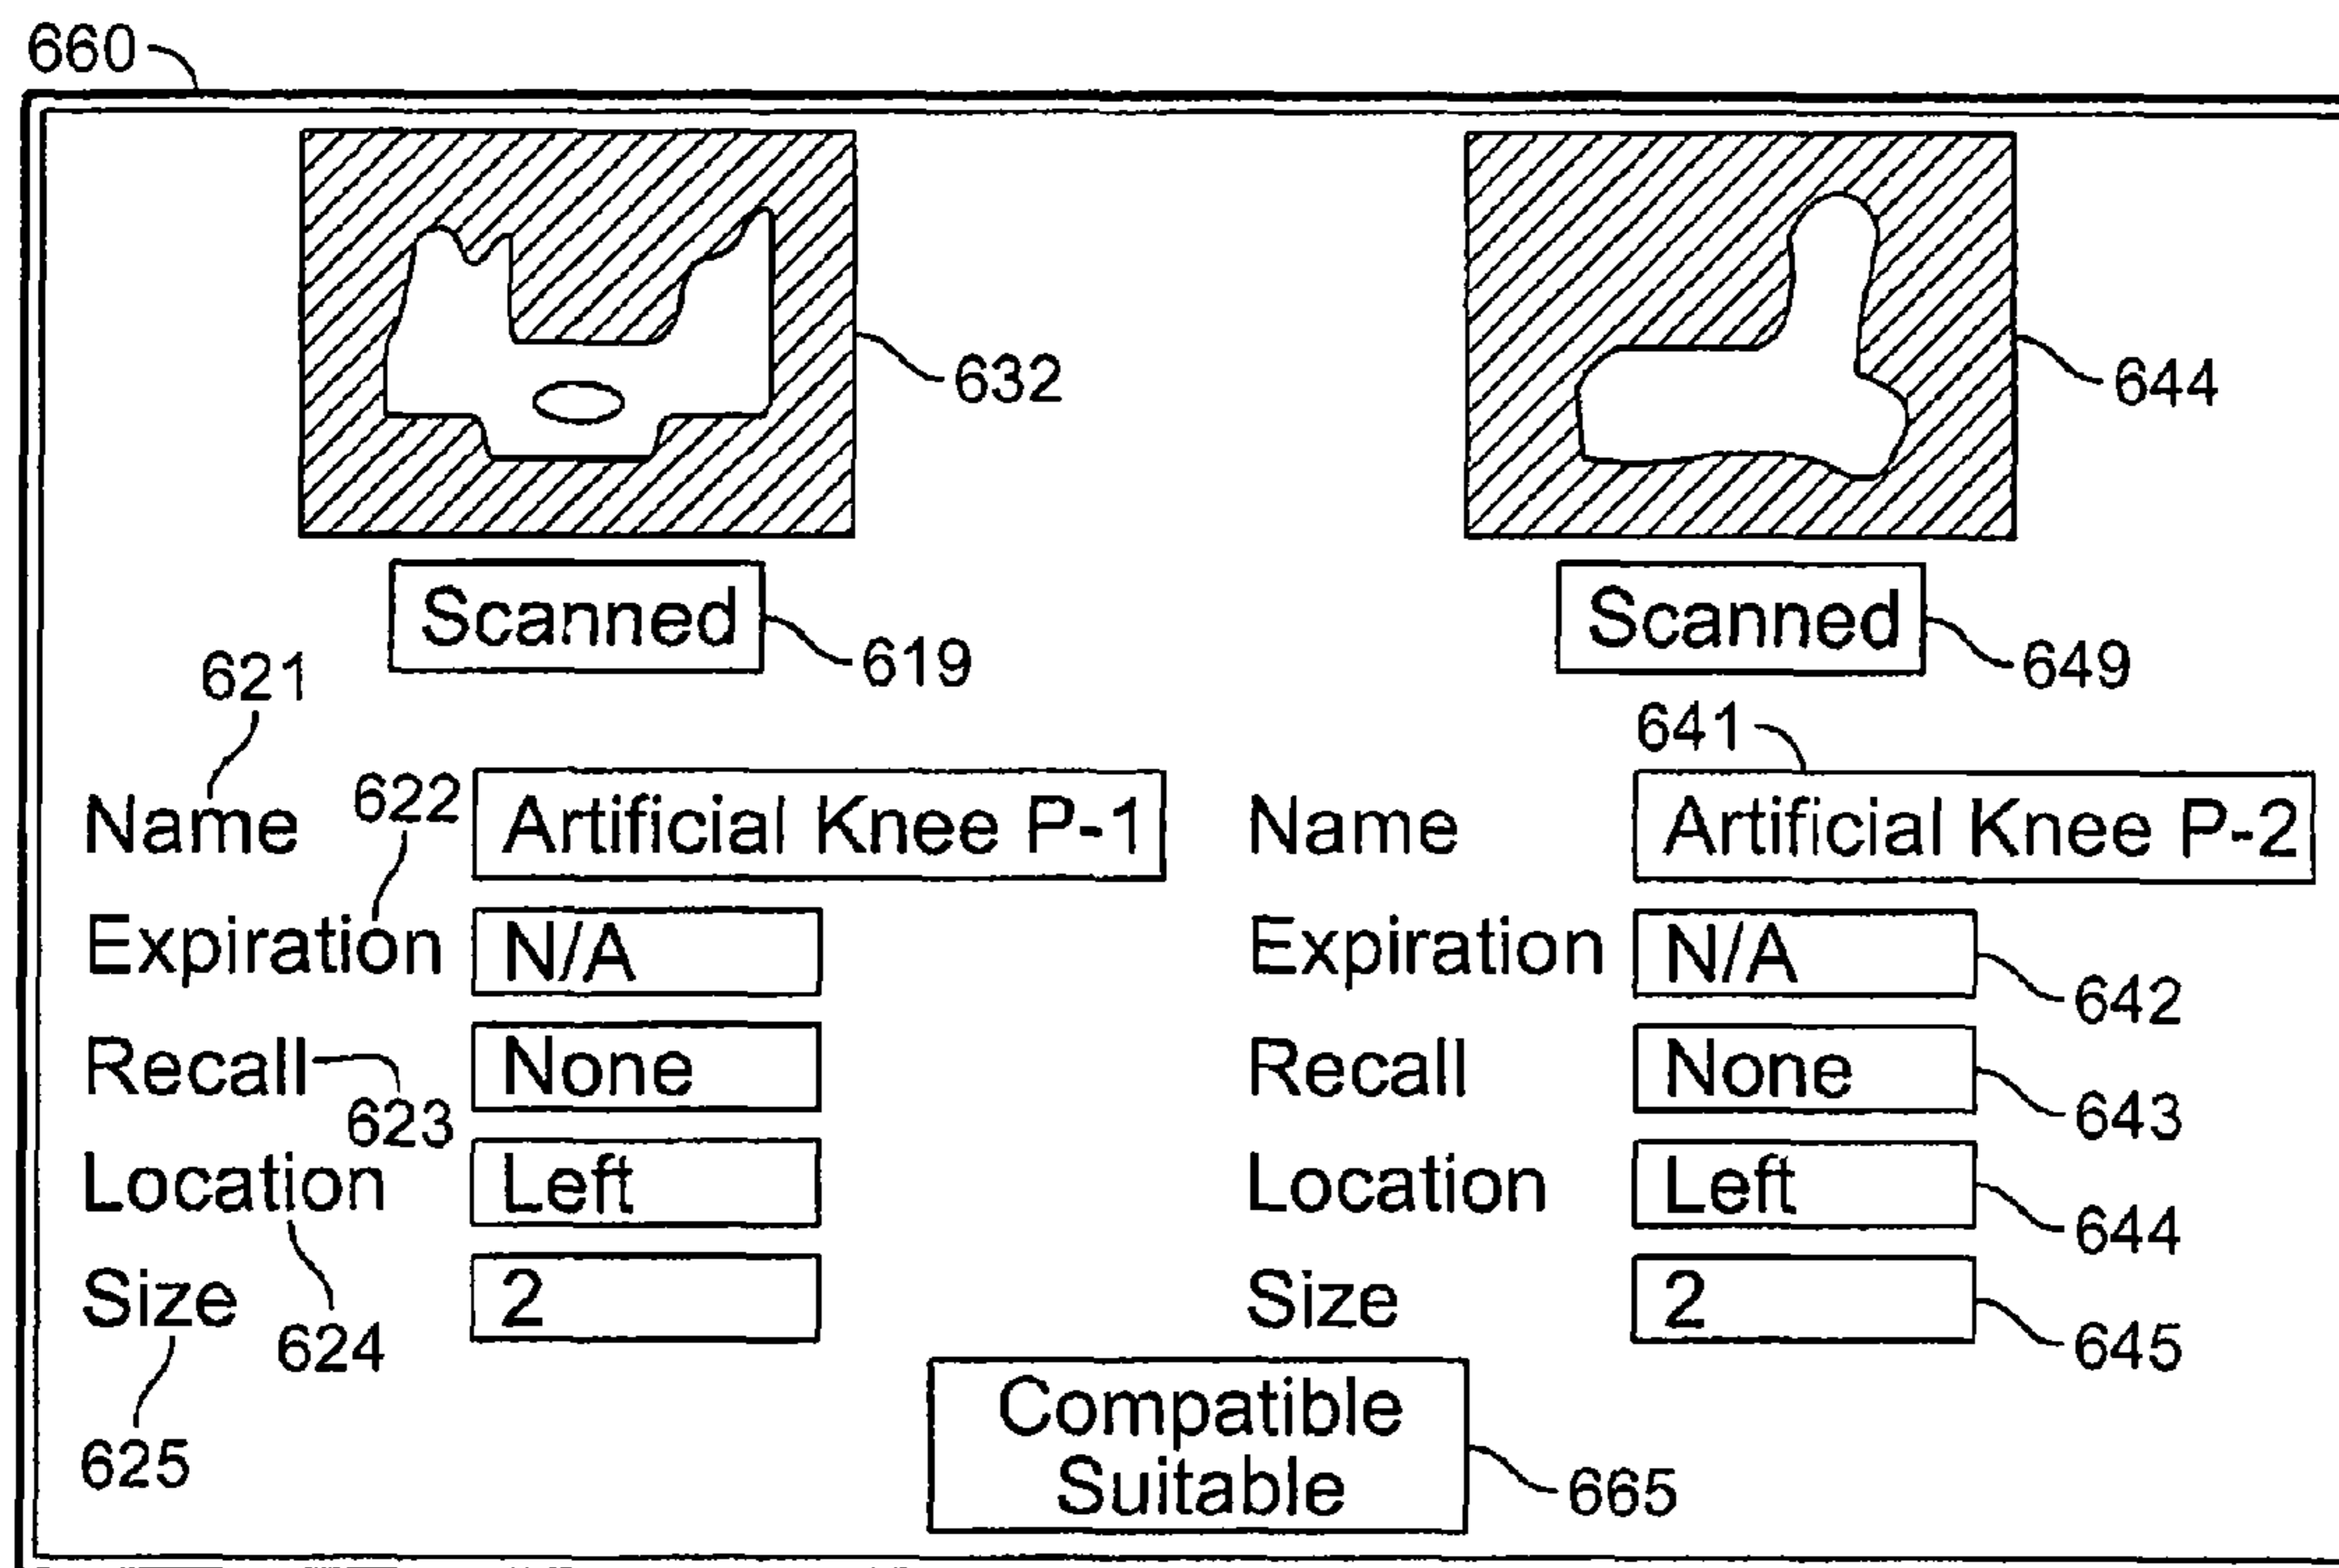 660
632
644
Scanned
619
Scanned
649
621
641
Name
622
Artificial Knee P-1
Name
Artificial Knee P-2
Expiration
N/A
Expiration
N/A
642
Recall
623
None
Recall
None
643
Location
624
Left
Location
Left
644
Size
625
2
Size
2
645
Compatible
Suitable
665